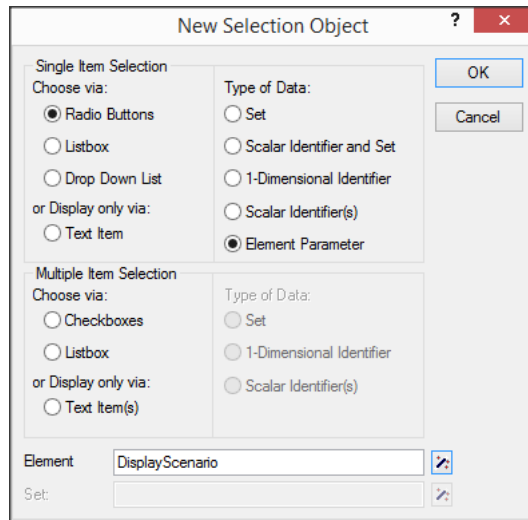 New Selection Object
?
Single Item Selection
Choose via:
Radio Buttons
Listbox
Drop Down List
or Display only via:
Text Item
Type of Data:
Set
Scalar Identifier and Set
1-Dimensional Identifier
Scalar Identifier(s)
Element Parameter
OK
Cancel
Multiple Item Selection
Choose via:
Checkboxes
Listbox
or Display only via:
Text Item(s)
Type of Data:
Set
1-Dimensional Identifier
Scalar Identifier(s)
Element DisplayScenario
Set: